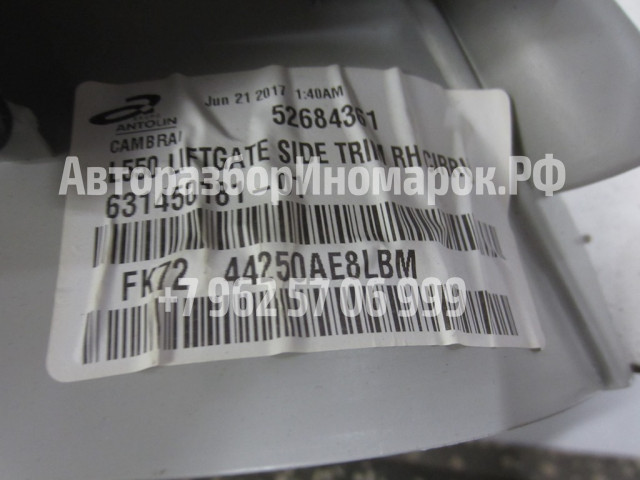 Jun 21 2017 1:40AM
ANTOLIN
52684361
CAMBRAI
L550 LIFTGATE SIDE TRIM RH
АвторазборИномарок.РФ
FK72 44250AE8LBM
+7 962 57 06 999